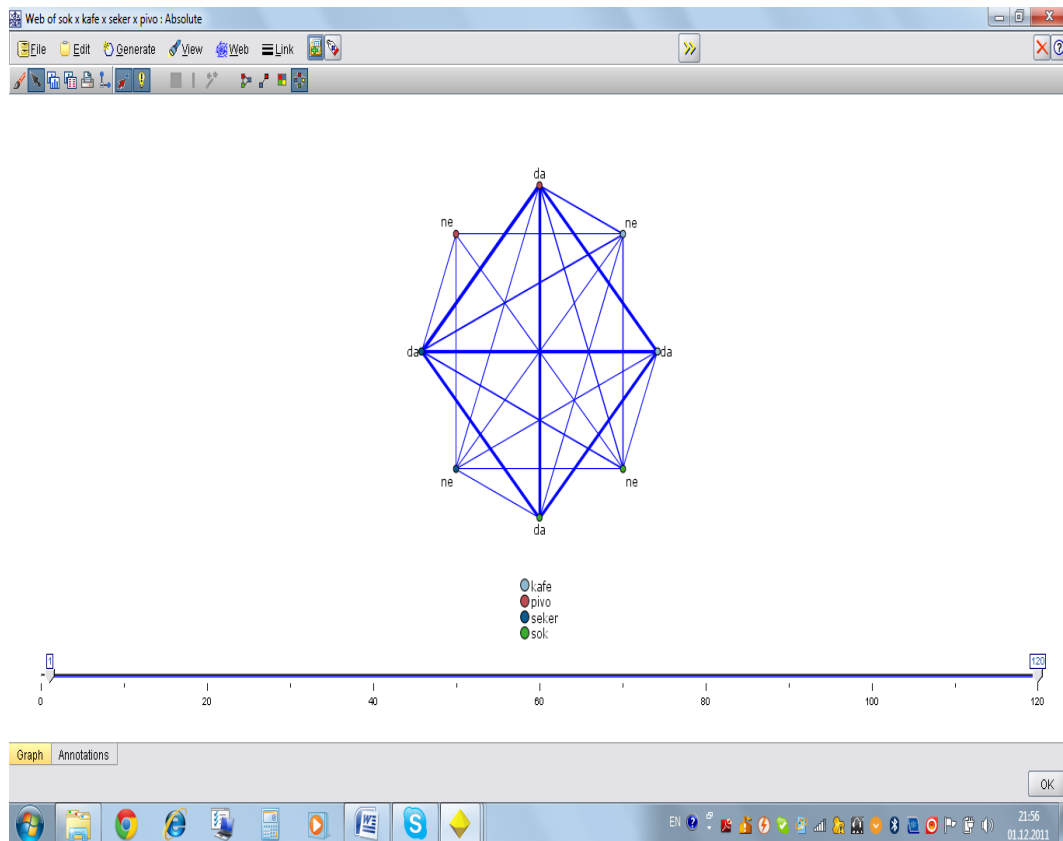 Web of sok x kafe x seker x pivo : Absolute
File Edit Generate View Web Link
da
ne ne
da da
ne ne
da
kafe
pivo
seker
sok
1 120
0 20 40 60 80 100 120
Graph Annotations
OK
EN 21:56
01.12.2011